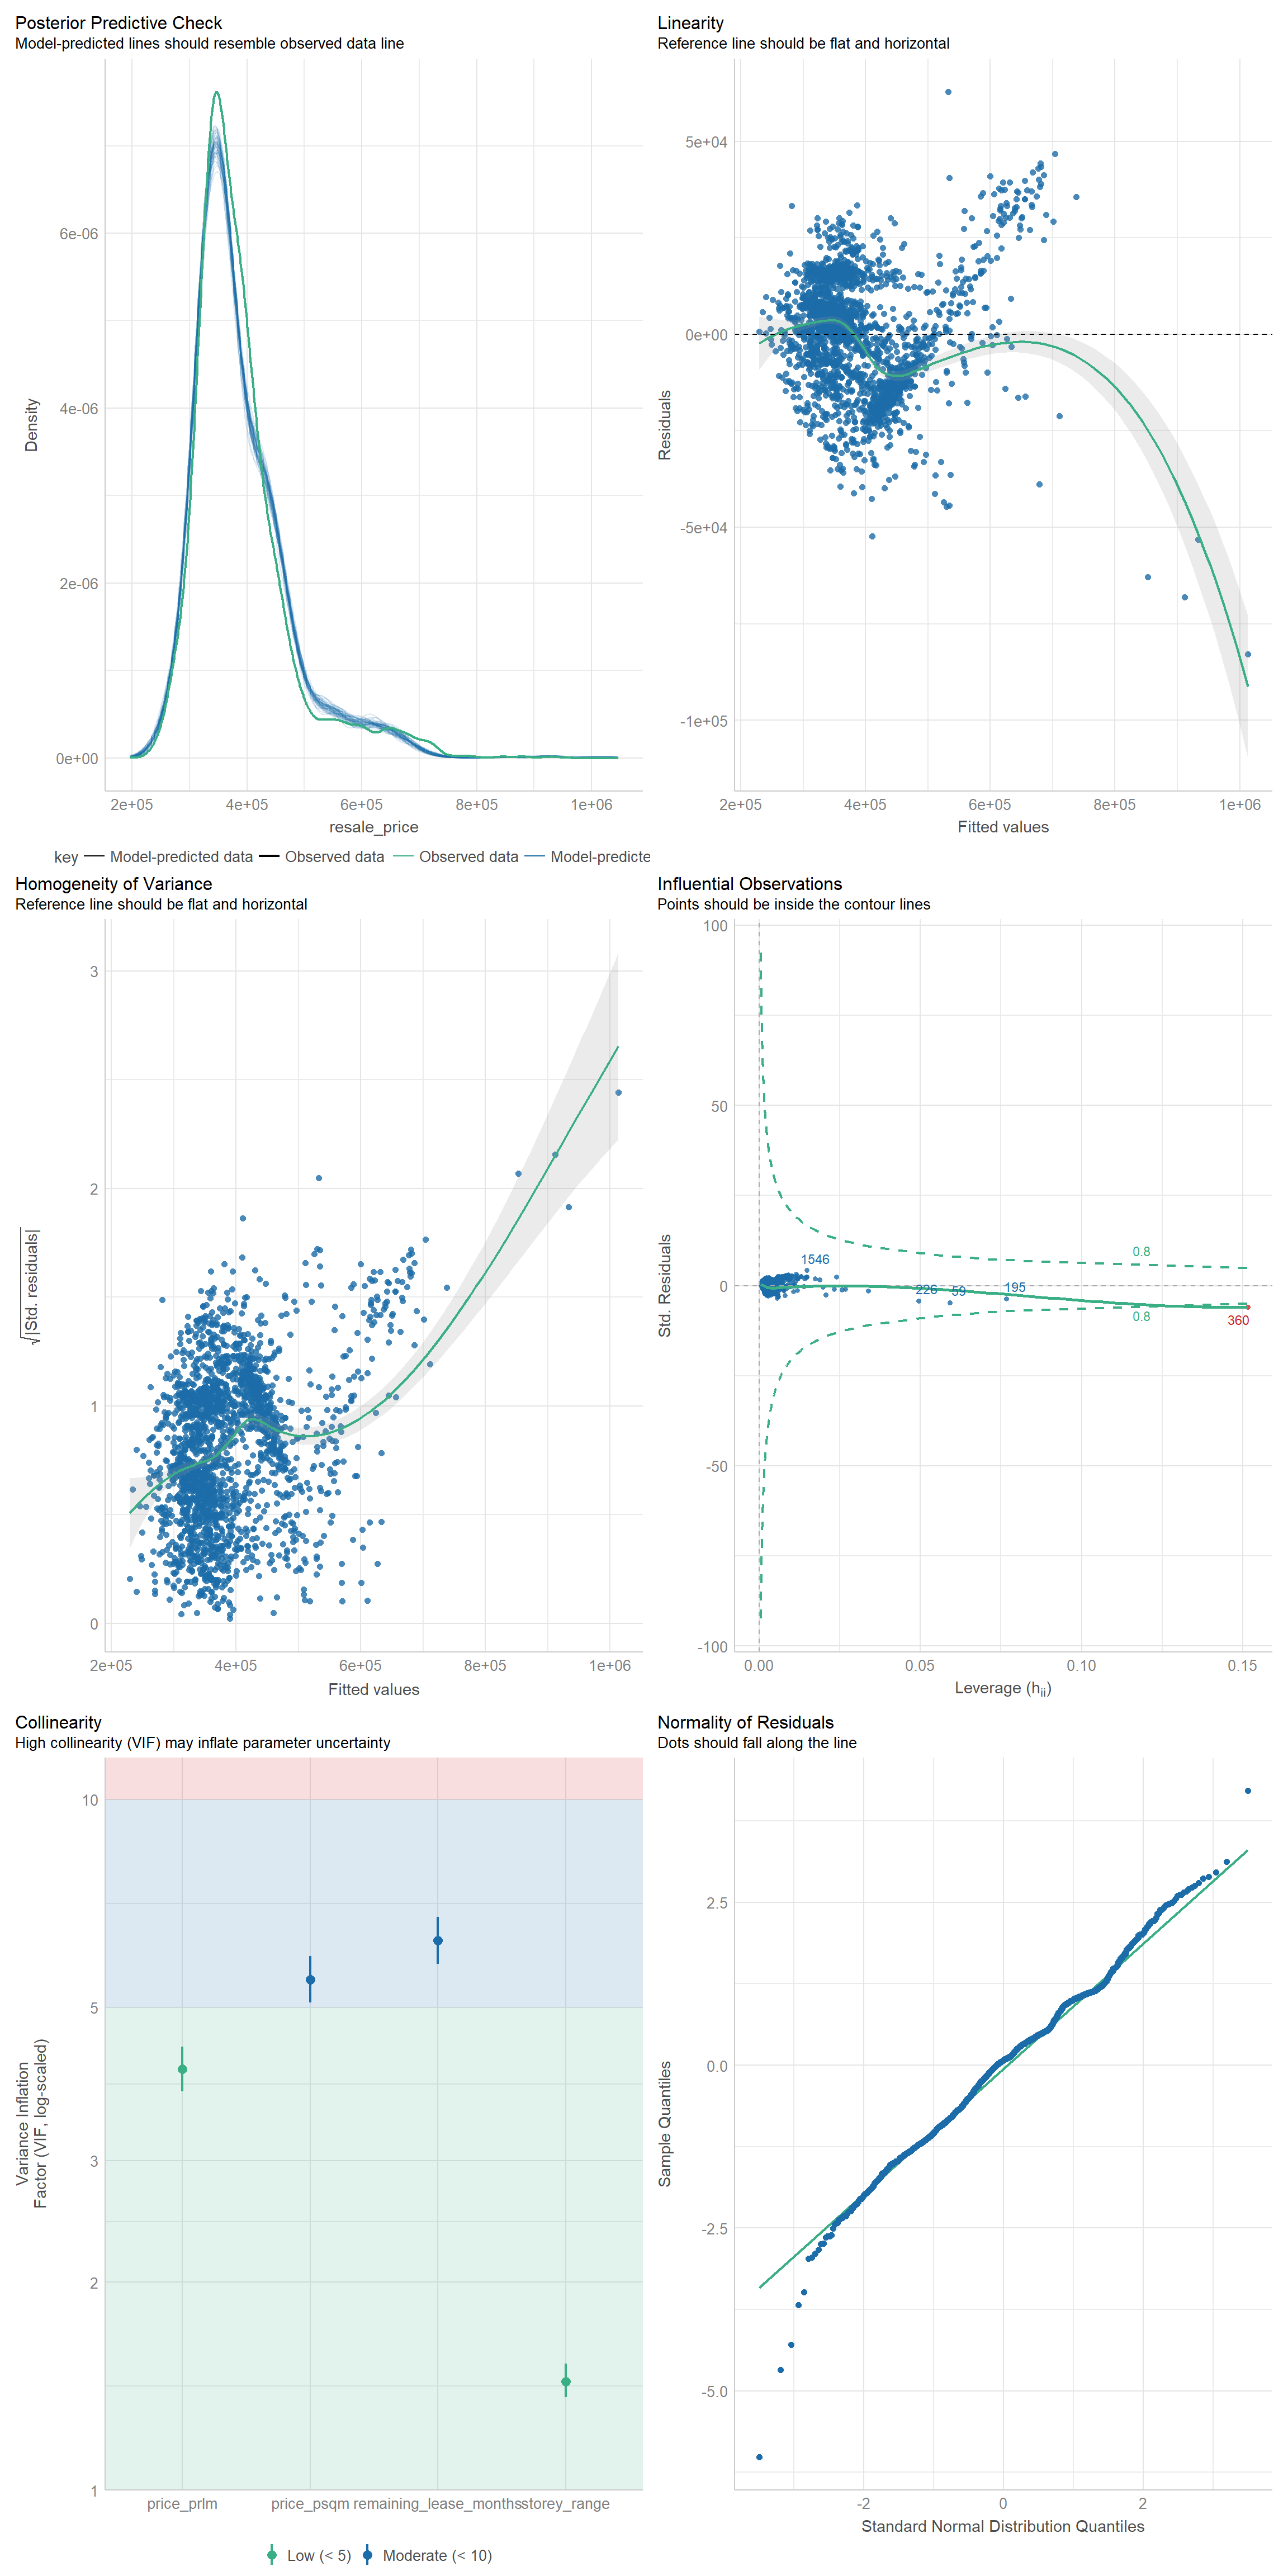 Posterior Predictive Check
Model-predicted lines should resemble observed data line
Density
6e-06
4e-06
2e-06
0e+00
2e+05 4e+05 6e+05 8e+05 1e+06
resale_price
key Model-predicted data Observed data Observed data Model-predicte
Linearity
Reference line should be flat and horizontal
Residuals
5e+04
0e+00
-5e+04
-1e+05
2e+05 4e+05 6e+05 8e+05 1e+06
Fitted values
Homogeneity of Variance
Reference line should be flat and horizontal
√|Std. residuals|
3
2
1
0
2e+05 4e+05 6e+05 8e+05 1e+06
Fitted values
Influential Observations
Points should be inside the contour lines
Std. Residuals
100
50
0
-50
-100
0.8
1546
226 59 195
0.8
360
0.00 0.05 0.10 0.15
Leverage (hii)
Collinearity
High collinearity (VIF) may inflate parameter uncertainty
Variance Inflation
Factor (VIF, log-scaled)
10
5
3
2
1
price_prlm price_psqm remaining_lease_months storey_range
Low (< 5) Moderate (< 10)
Normality of Residuals
Dots should fall along the line
Sample Quantiles
2.5
0.0
-2.5
-5.0
-2 0 2
Standard Normal Distribution Quantiles